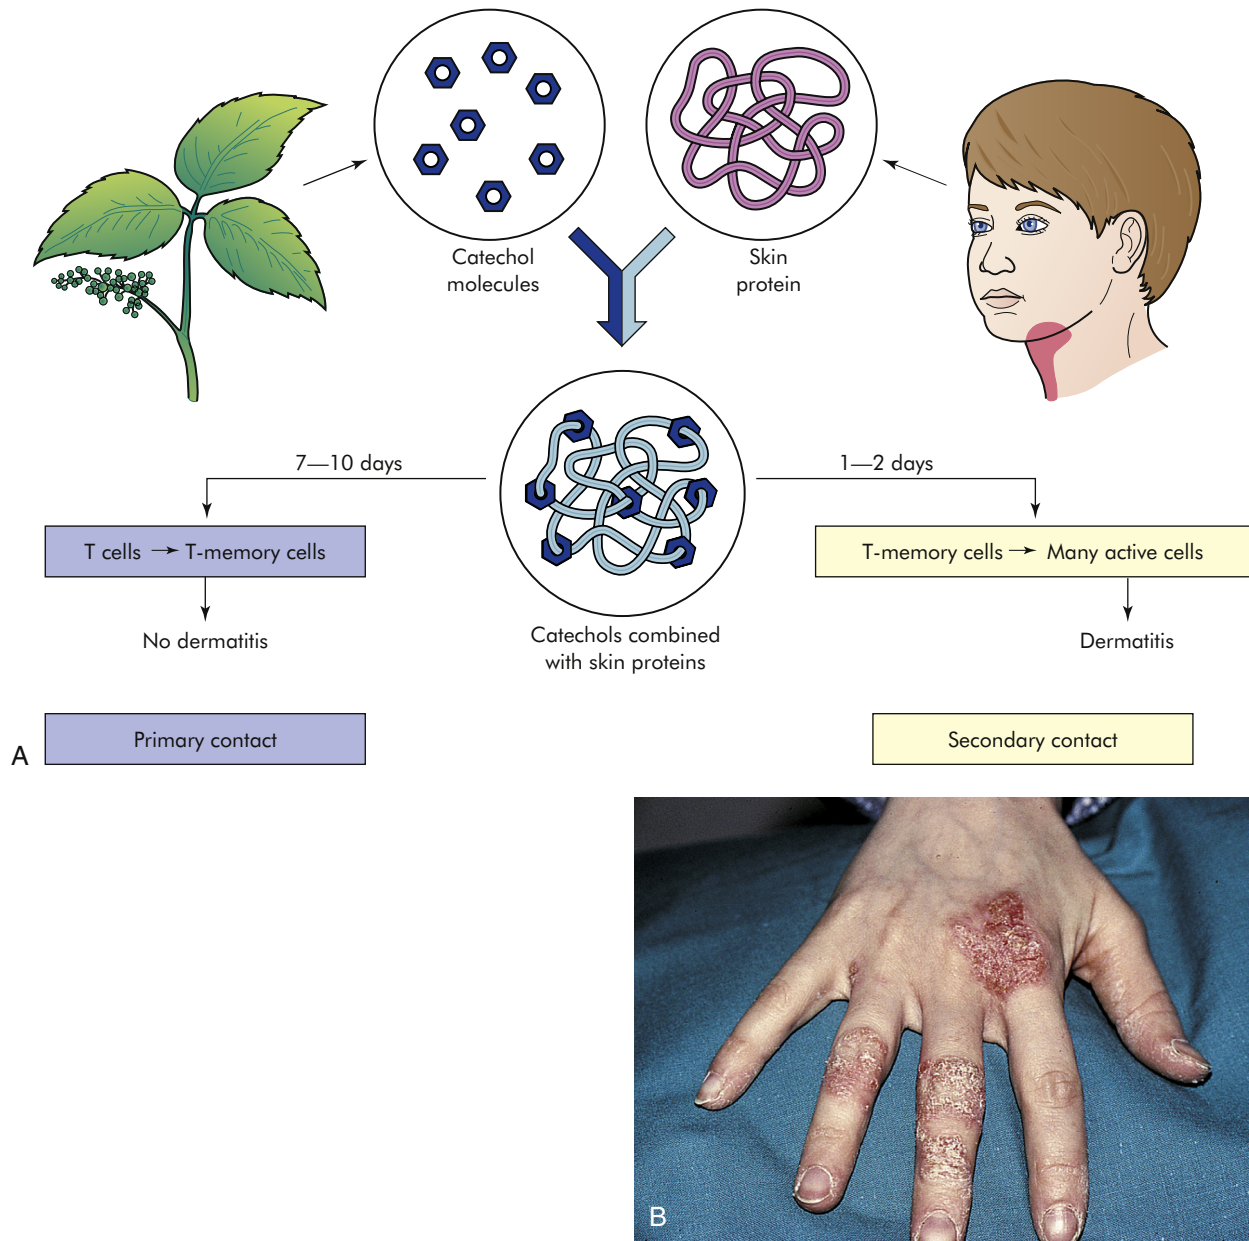 Catechol
molecules
Skin
protein
7—10 days
1—2 days
T cells → T-memory cells
T-memory cells → Many active cells
No dermatitis
Catechols combined
with skin proteins
Dermatitis
A
Primary contact
Secondary contact
B